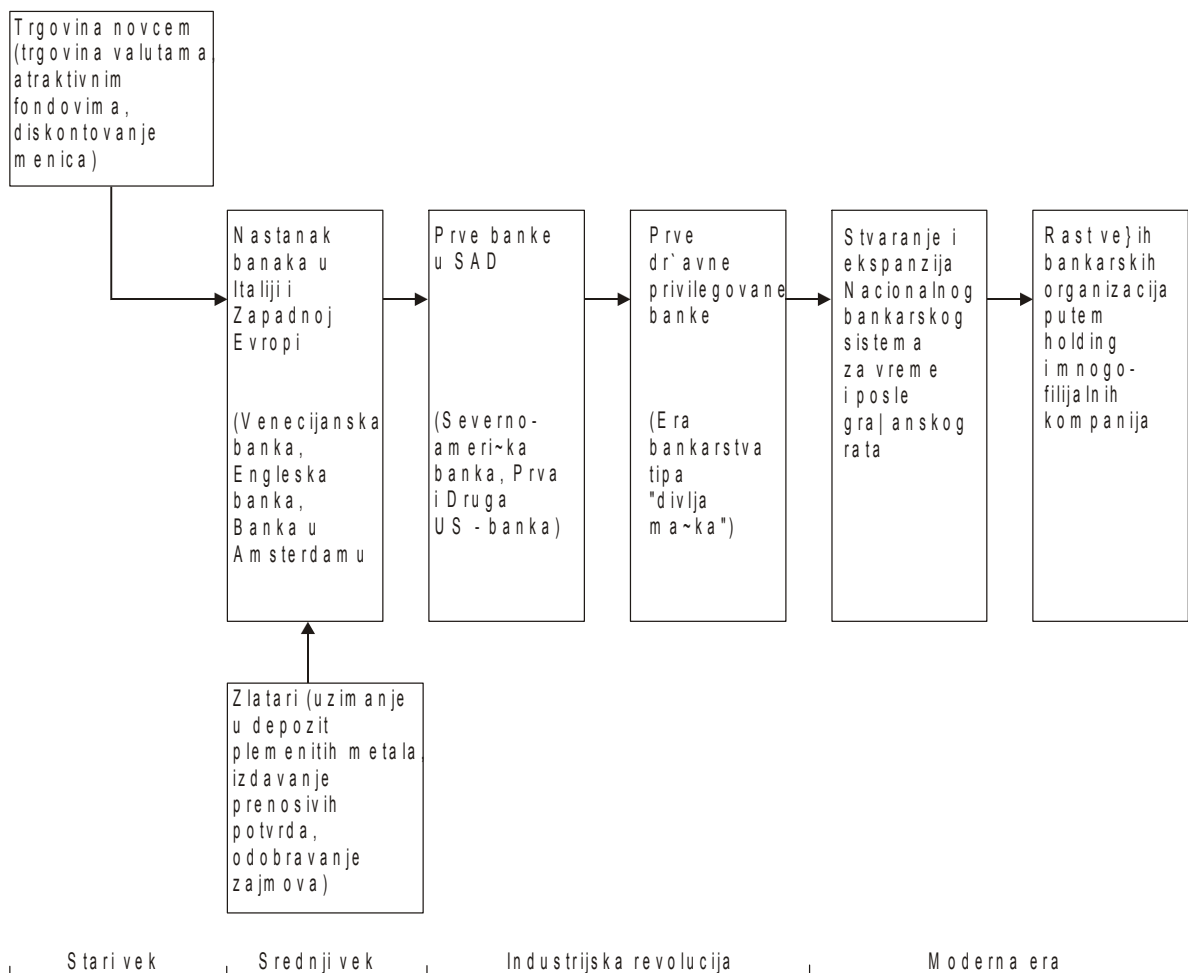 Trgovina novcem
(trgovina valutama,
atraktivnim
fondovima,
diskontovanje
menica)
Nastanak
banaka u
Italiji i
Zapadnoj
Evropi
(Venecijanska
banka,
Engleska
banka,
Banka u
Amsterdamu
Prve banke
u SAD
(Severno-
ameri~ka
banka, Prva
i Druga
US - banka)
Prve
dr`avne
privilegovane
banke
(Era
bankarstva
tipa
"divlja
ma~ka")
Stvaranje i
ekspanzija
Nacionalnog
bankarskog
sistema
za vreme
i posle
gra|anskog
rata
Rast ve}ih
bankarskih
organizacija
putem
holding
i mnogo-
filijalnih
kompanija
Zlatari (uzimanje
u depozit
plemenitih metala,
izdavanje
prenosivih
potvrda,
odobravanje
zajmova)
Stari vek Srednji vek Industrijska revolucija Moderna era